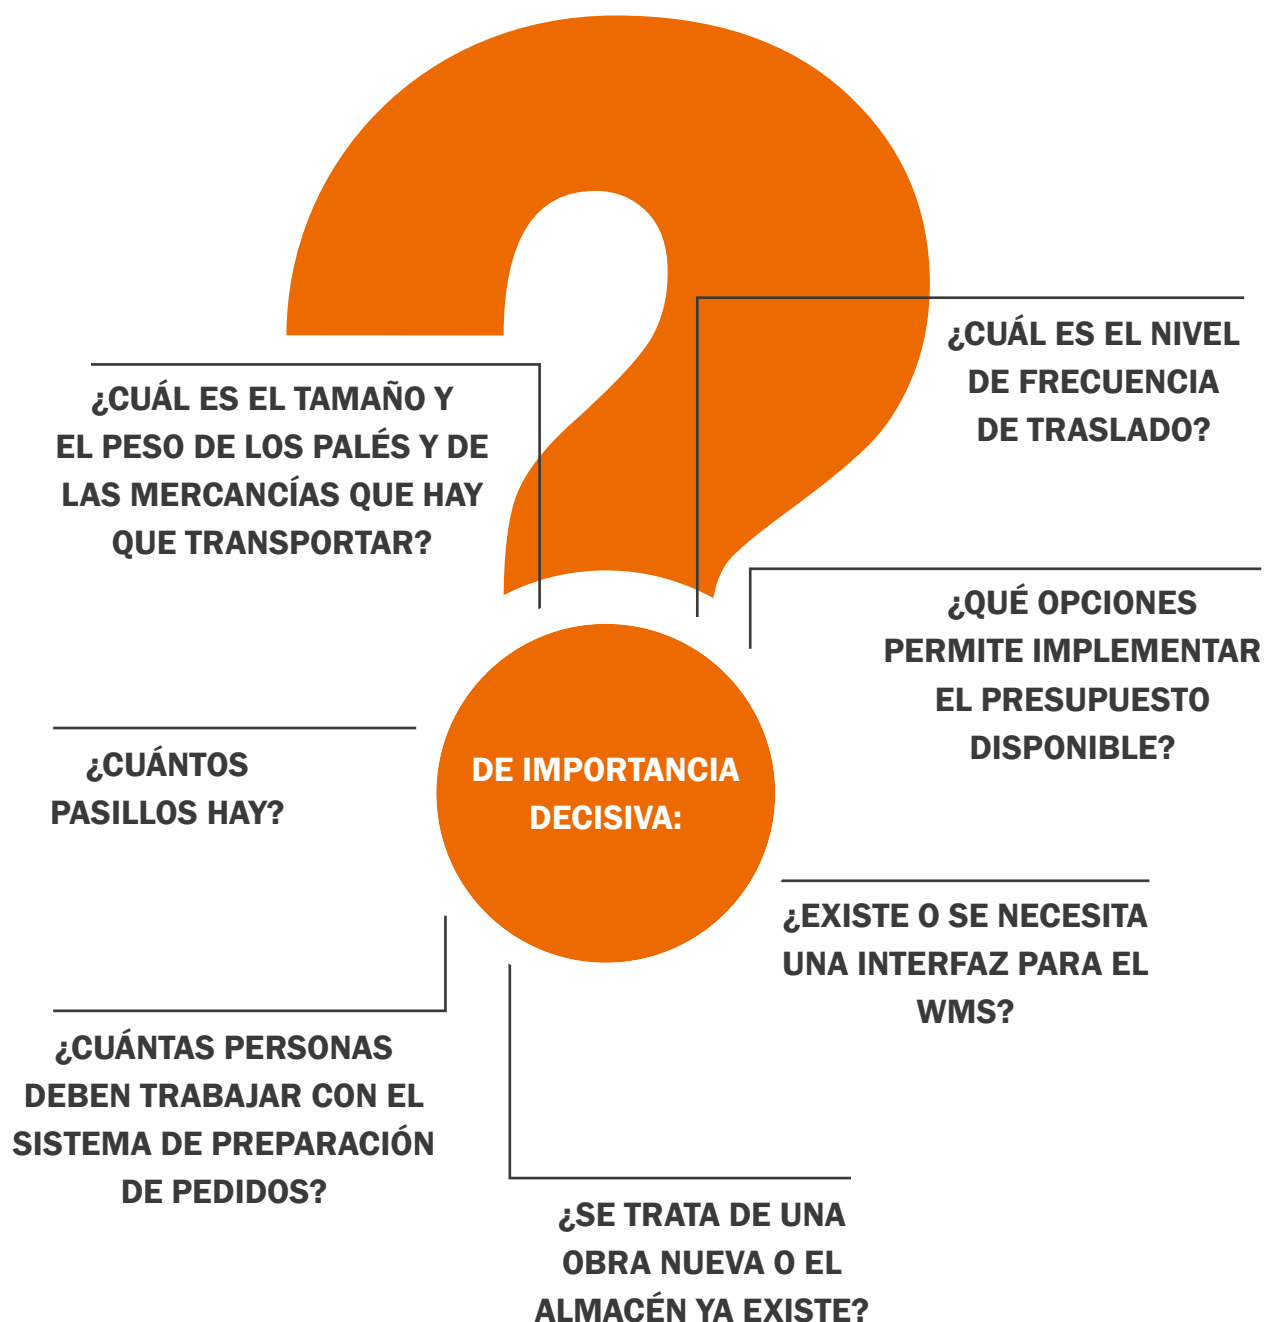 ¿CUÁL ES EL TAMAÑO Y
EL PESO DE LOS PALÉS Y DE
LAS MERCANCÍAS QUE HAY
QUE TRANSPORTAR?
¿CUÁL ES EL NIVEL
DE FRECUENCIA
DE TRASLADO?
¿QUÉ OPCIONES
PERMITE IMPLEMENTAR
EL PRESUPUESTO
DISPONIBLE?
¿CUÁNTOS
PASILLOS HAY?
DE IMPORTANCIA
DECISIVA:
¿EXISTE O SE NECESITA
UNA INTERFAZ PARA EL
WMS?
¿CUÁNTAS PERSONAS
DEBEN TRABAJAR CON EL
SISTEMA DE PREPARACIÓN
DE PEDIDOS?
¿SE TRATA DE UNA
OBRA NUEVA O EL
ALMACÉN YA EXISTE?